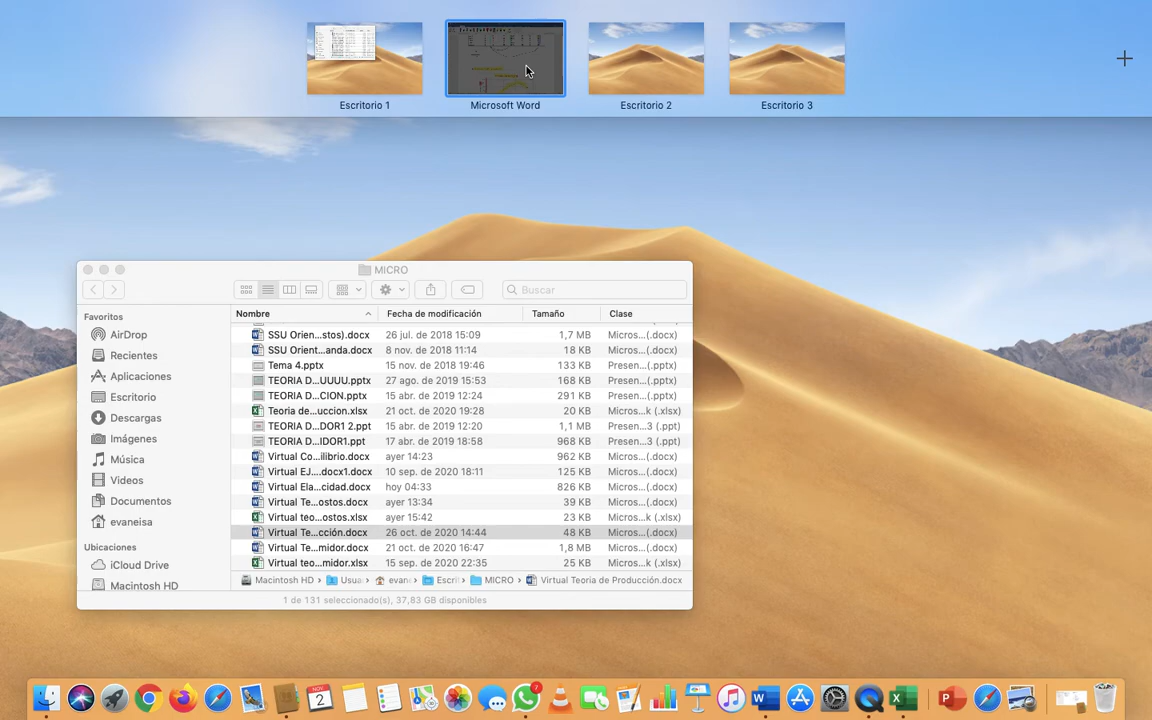 Escritorio 1
Microsoft Word
Escritorio 2
Escritorio 3
MICRO
Buscar
Favoritos
AirDrop
Recientes
Aplicaciones
Escritorio
Descargas
Imágenes
Música
Videos
Documentos
evaneisa
Ubicaciones
iCloud Drive
Macintosh HD
Nombre Fecha de modificación Tamaño Clase
SSU Orien...stos).docx 26 jul. de 2018 15:09 1,7 MB Micros...(.docx)
SSU Orient...anda.docx 8 nov. de 2018 11:14 18 KB Micros...(.docx)
Tema 4.pptx 15 nov. de 2018 19:46 133 KB Presen...(.pptx)
TEORIA D...UUUU.pptx 27 ago. de 2019 15:53 168 KB Presen...(.pptx)
TEORIA D...CION.pptx 15 abr. de 2019 12:24 291 KB Presen...(.pptx)
Teoria de...uccion.xlsx 21 oct. de 2020 19:28 20 KB Micros...k (.xlsx)
TEORIA D...DOR1 2.ppt 15 abr. de 2019 12:20 1,1 MB Presen...3 (.ppt)
TEORIA D...IDOR1.ppt 17 abr. de 2019 18:58 968 KB Presen...3 (.ppt)
Virtual Co...ilibrio.docx ayer 14:23 962 KB Micros...(.docx)
Virtual EJ....docx1.docx 10 sep. de 2020 18:11 125 KB Micros...(.docx)
Virtual Ela...cidad.docx hoy 04:33 826 KB Micros...(.docx)
Virtual Te...ostos.docx ayer 13:34 39 KB Micros...(.docx)
Virtual teo...ostos.xlsx ayer 15:42 23 KB Micros...k (.xlsx)
Virtual Te...cción.docx 26 oct. de 2020 14:44 48 KB Micros...(.docx)
Virtual Te...midor.docx 21 oct. de 2020 16:47 1,8 MB Micros...(.docx)
Virtual teo...midor.xlsx 15 sep. de 2020 22:35 25 KB Micros...k (.xlsx)
Macintosh HD › Usua › evan › Escri › MICRO › Virtual Teoria de Producción.docx
1 de 131 seleccionado(s), 37,83 GB disponibles
NOV.
2
7